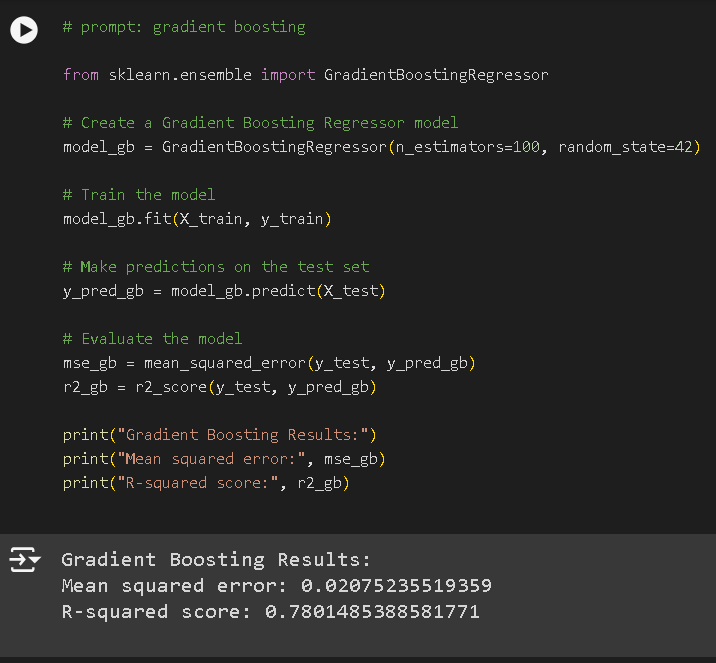 # prompt: gradient boosting
from sklearn.ensemble import GradientBoostingRegressor
# Create a Gradient Boosting Regressor model
model_gb = GradientBoostingRegressor(n_estimators=100, random_state=42)
# Train the model
model_gb.fit(X_train, y_train)
# Make predictions on the test set
y_pred_gb = model_gb.predict(X_test)
# Evaluate the model
mse_gb = mean_squared_error(y_test, y_pred_gb)
r2_gb = r2_score(y_test, y_pred_gb)
print("Gradient Boosting Results:")
print("Mean squared error:", mse_gb)
print("R-squared score:", r2_gb)
Gradient Boosting Results:
Mean squared error: 0.02075235519359
R-squared score: 0.7801485388581771